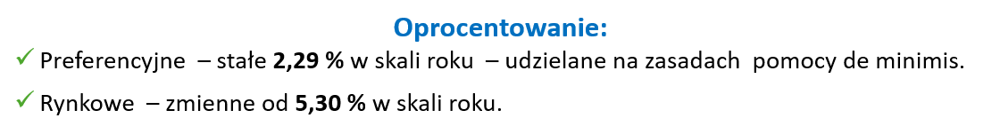 Oprocentowanie:
Preferencyjne – stałe 2,29 % w skali roku – udzielane na zasadach pomocy de minimis.
Rynkowe – zmienne od 5,30 % w skali roku.